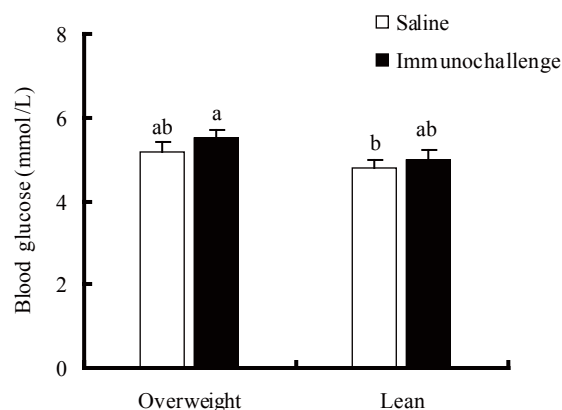 Saline
Immunochallenge
Blood glucose (mmol/L)
8
6
4
2
0
ab
a
b
ab
Overweight
Lean